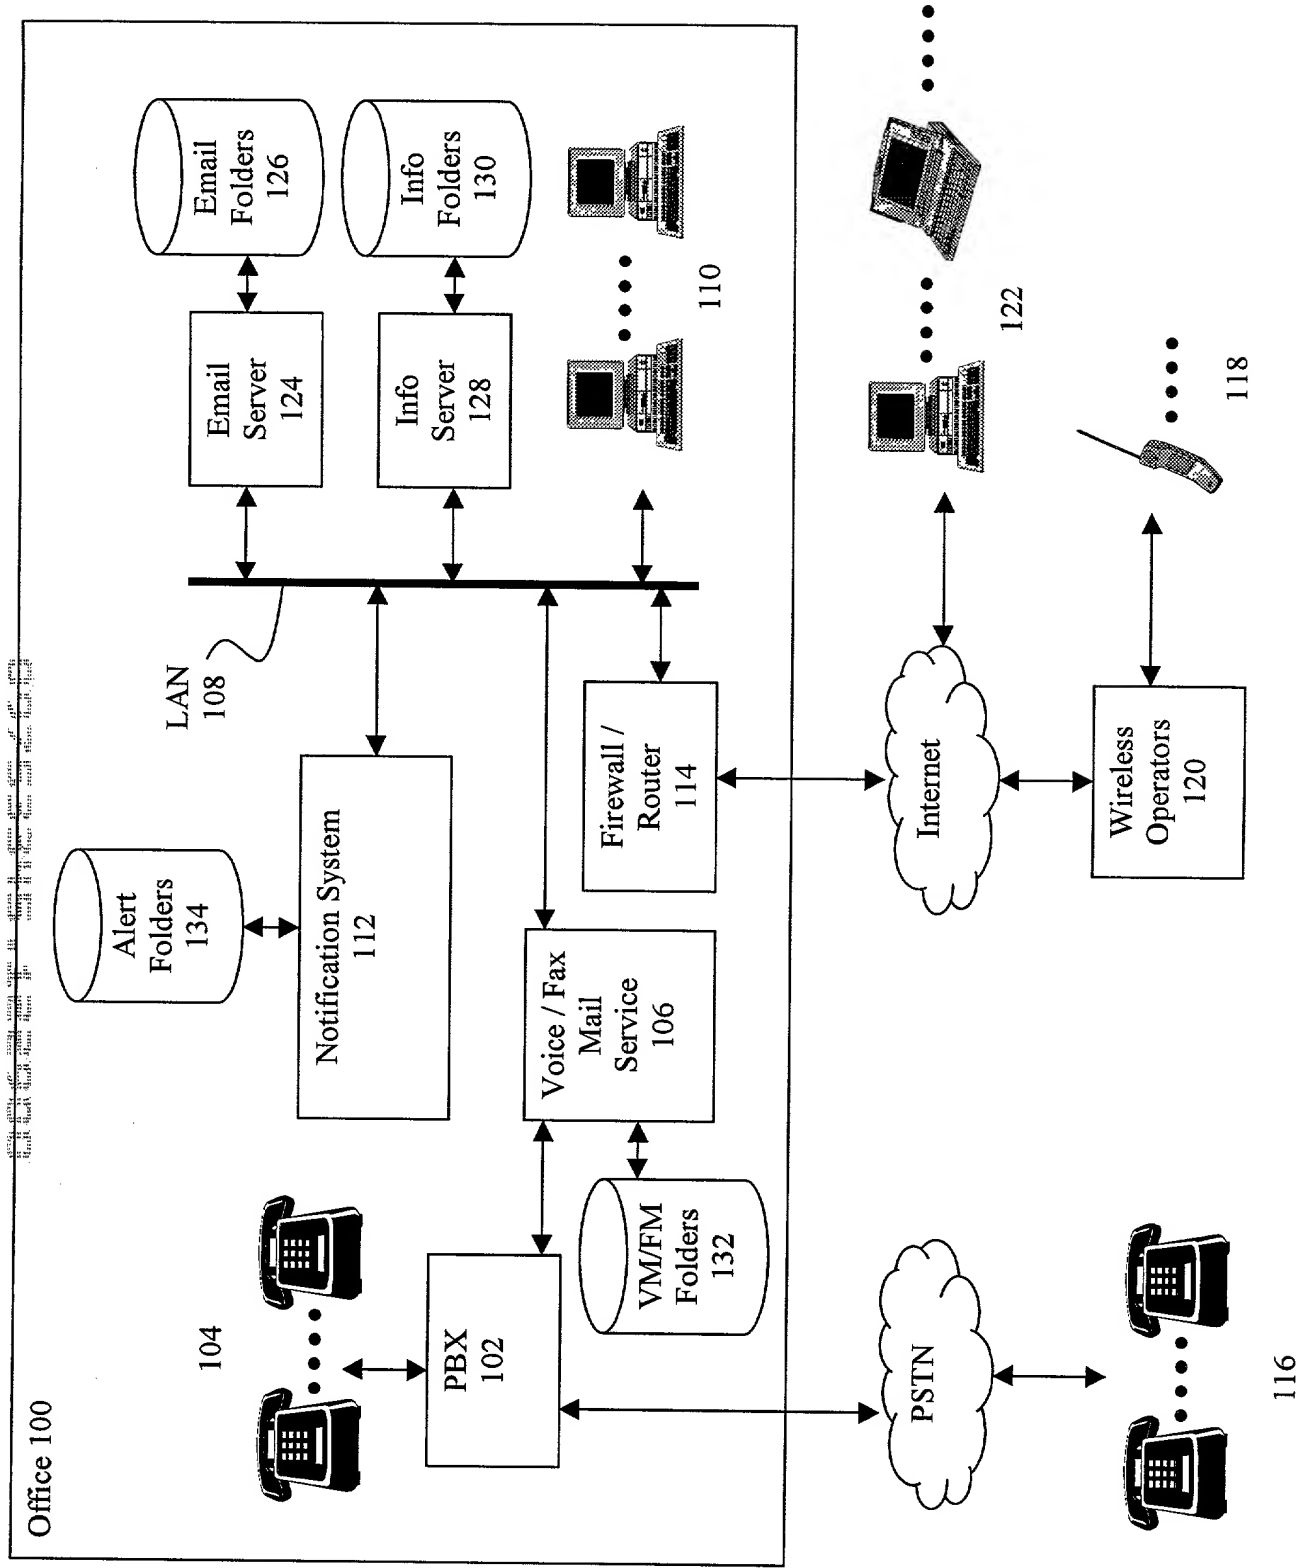 Office 100
104
PBX
102
VM/FM
Folders
132
Alert
Folders
134
Notification System
112
Voice / Fax
Mail
Service
106
Firewall /
Router
114
LAN
108
Email
Server
124
Email
Folders
126
Info
Server
128
Info
Folders
130
110
PSTN
116
Internet
Wireless
Operators
120
122
118